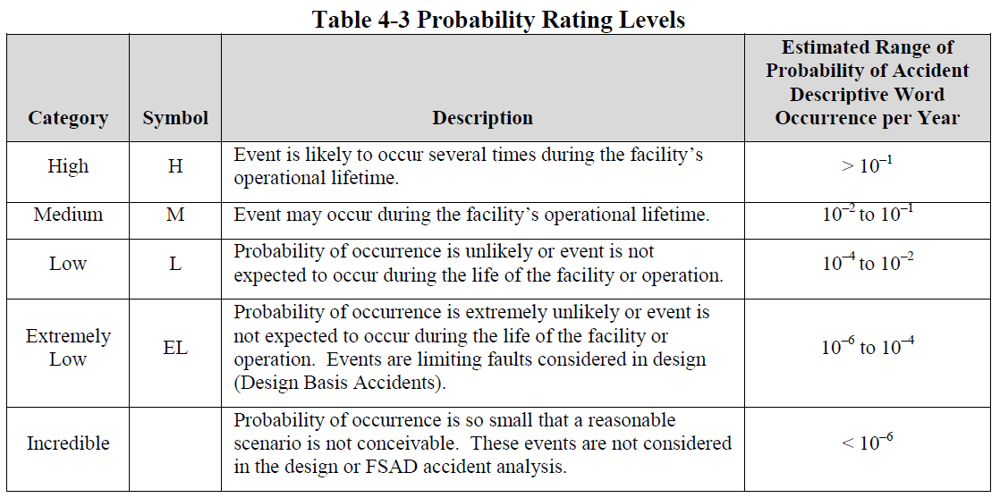 Table 4-3 Probability Rating Levels
Category
Symbol
Description
Estimated Range of
Probability of Accident
Descriptive Word
Occurrence per Year
High
H
Event is likely to occur several times during the facility’s
operational lifetime.
> 10⁻¹
Medium
M
Event may occur during the facility’s operational lifetime.
10⁻² to 10⁻¹
Low
L
Probability of occurrence is unlikely or event is not
expected to occur during the life of the facility or operation.
10⁻⁴ to 10⁻²
Extremely
Low
EL
Probability of occurrence is extremely unlikely or event is
not expected to occur during the life of the facility or
operation.  Events are limiting faults considered in design
(Design Basis Accidents).
10⁻⁶ to 10⁻⁴
Incredible
Probability of occurrence is so small that a reasonable
scenario is not conceivable.  These events are not considered
in the design or FSAD accident analysis.
< 10⁻⁶